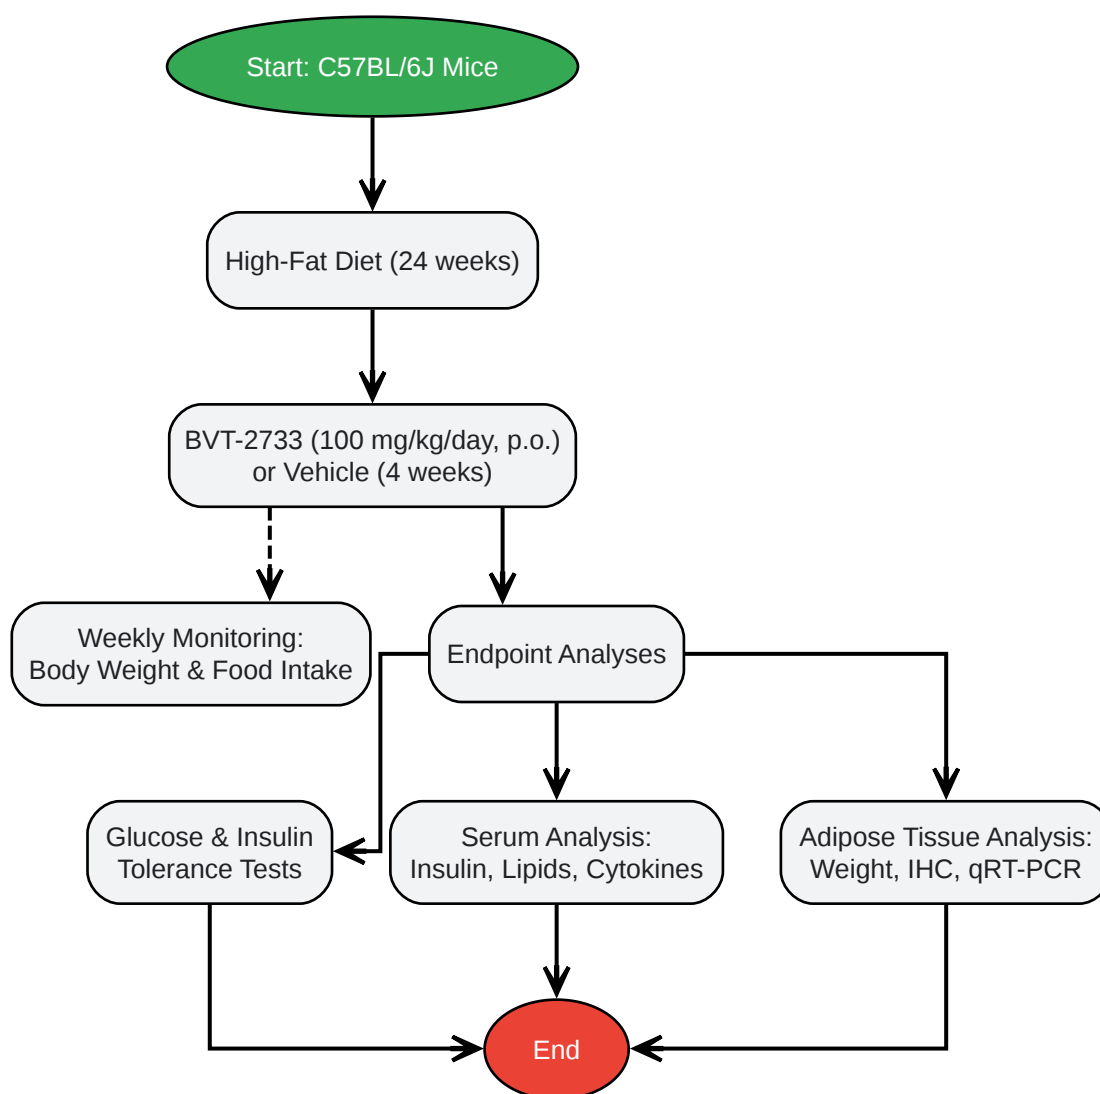 Start: C57BL/6J Mice
High-Fat Diet (24 weeks)
BVT-2733 (100 mg/kg/day, p.o.)
or Vehicle (4 weeks)
Weekly Monitoring:
Body Weight & Food Intake
Endpoint Analyses
Glucose & Insulin
Tolerance Tests
Serum Analysis:
Insulin, Lipids, Cytokines
Adipose Tissue Analysis:
Weight, IHC, qRT-PCR
End